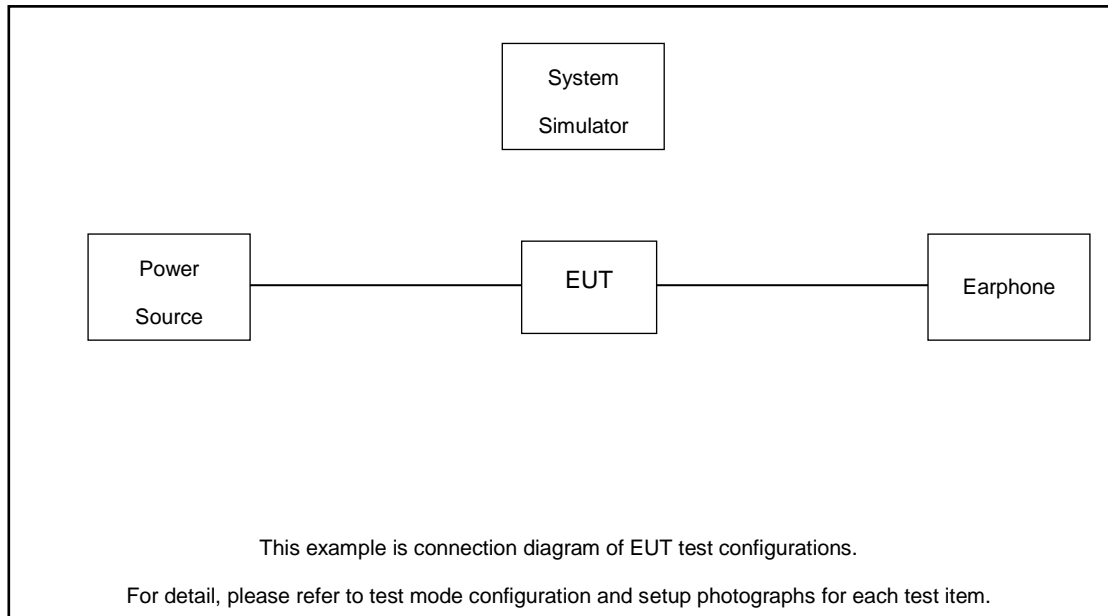 System
Simulator
Power
Source
EUT
Earphone
This example is connection diagram of EUT test configurations.
For detail, please refer to test mode configuration and setup photographs for each test item.